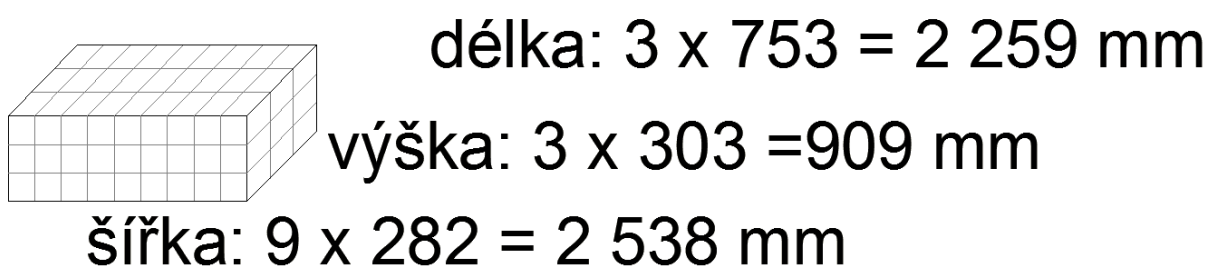 délka: 3 x 753 = 2 259 mm
výška: 3 x 303 =909 mm
šířka: 9 x 282 = 2 538 mm